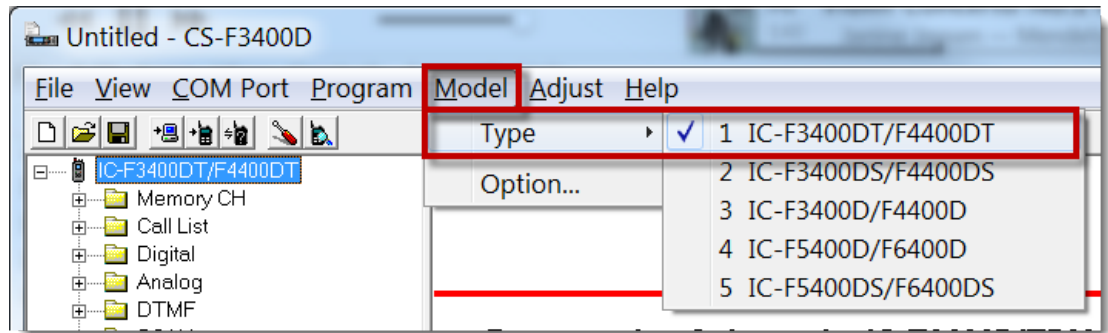 Untitled - CS-F3400D
File View COM Port Program Model Adjust Help
Type
Option...
1 IC-F3400DT/F4400DT
2 IC-F3400DS/F4400DS
3 IC-F3400D/F4400D
4 IC-F5400D/F6400D
5 IC-F5400DS/F6400DS
IC-F3400DT/F4400DT
Memory CH
Call List
Digital
Analog
DTMF